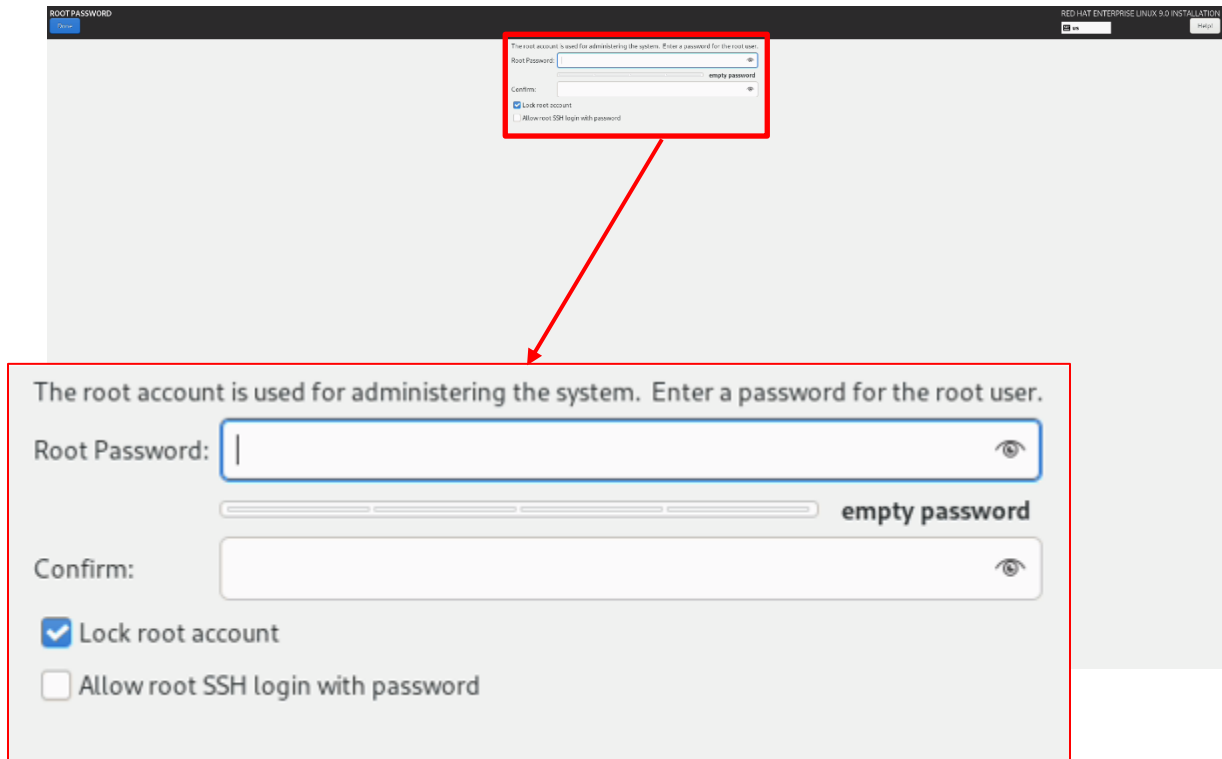 ROOT PASSWORD
RED HAT ENTERPRISE LINUX 9.0 INSTALLATION
Done
us
Help!
The root account is used for administering the system. Enter a password for the root user.
Root Password:
empty password
Confirm:
Lock root account
Allow root SSH login with password
The root account is used for administering the system. Enter a password for the root user.
Root Password:
empty password
Confirm:
Lock root account
Allow root SSH login with password